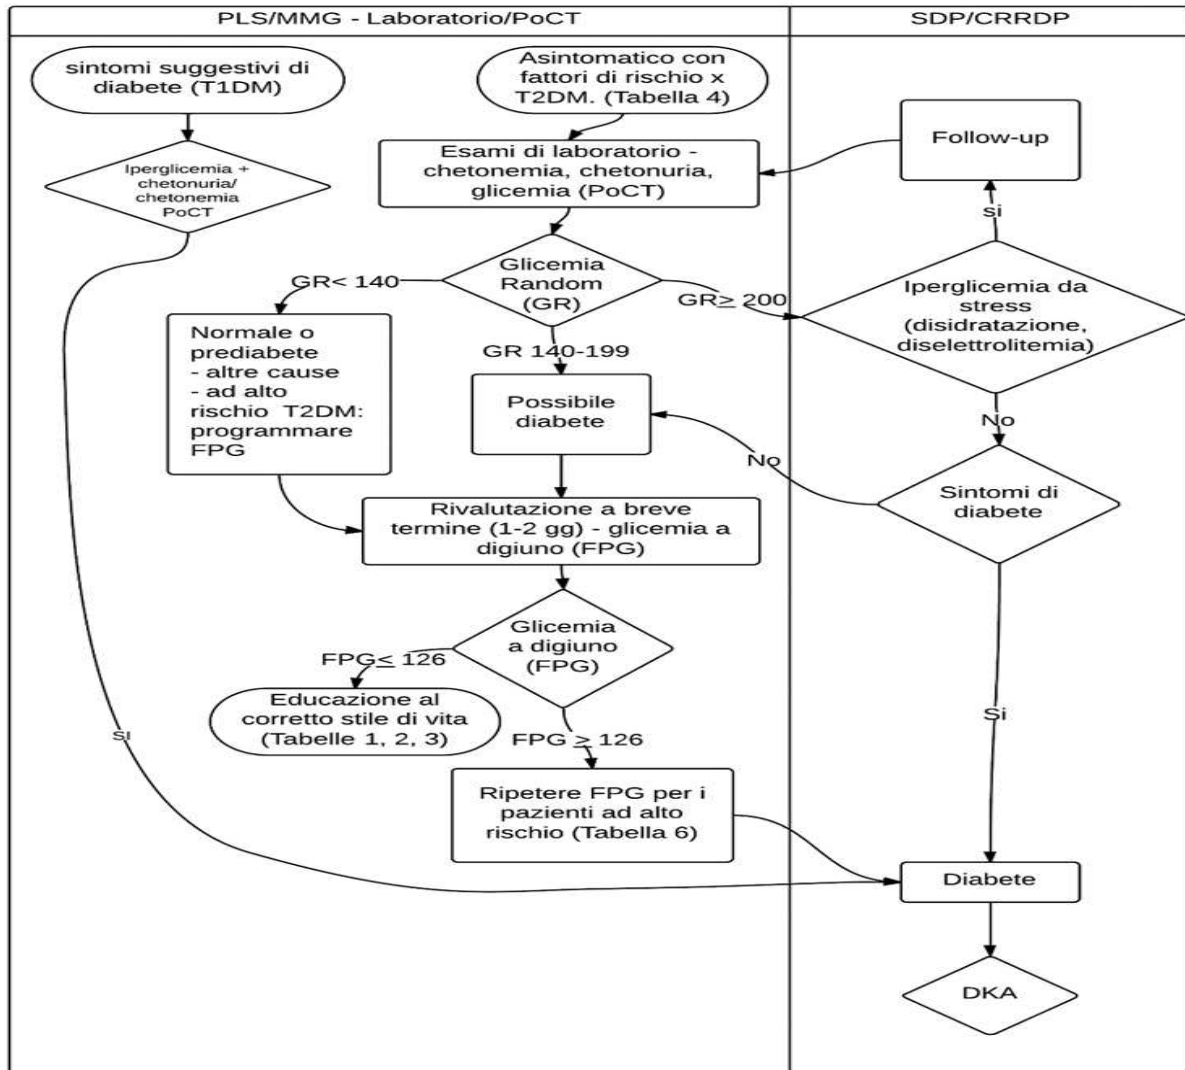 PLS/MMG - Laboratorio/PoCT
SDP/CRRDP
sintomi suggestivi di
diabete (T1DM)
Asintomatico con
fattori di rischio x
T2DM. (Tabella 4)
Iperglicemia +
chetonuria/
chetonemia
PoCT
Esami di laboratorio -
chetonemia, chetonuria,
glicemia (PoCT)
Follow-up
si
Glicemia
Random
(GR)
GR< 140
GR≥ 200
GR 140-199
Iperglicemia da
stress
(disidratazione,
diselettrolitemia)
Normale o
prediabete
- altre cause
- ad alto
rischio T2DM:
programmare
FPG
Possibile
diabete
No
No
Sintomi di
diabete
Rivalutazione a breve
termine (1-2 gg) - glicemia a
digiuno (FPG)
Glicemia
a digiuno
(FPG)
FPG≤ 126
Educazione al
corretto stile di vita
(Tabelle 1, 2, 3)
FPG ≥ 126
Si
SI
Ripetere FPG per i
pazienti ad alto
rischio (Tabella 6)
Diabete
DKA